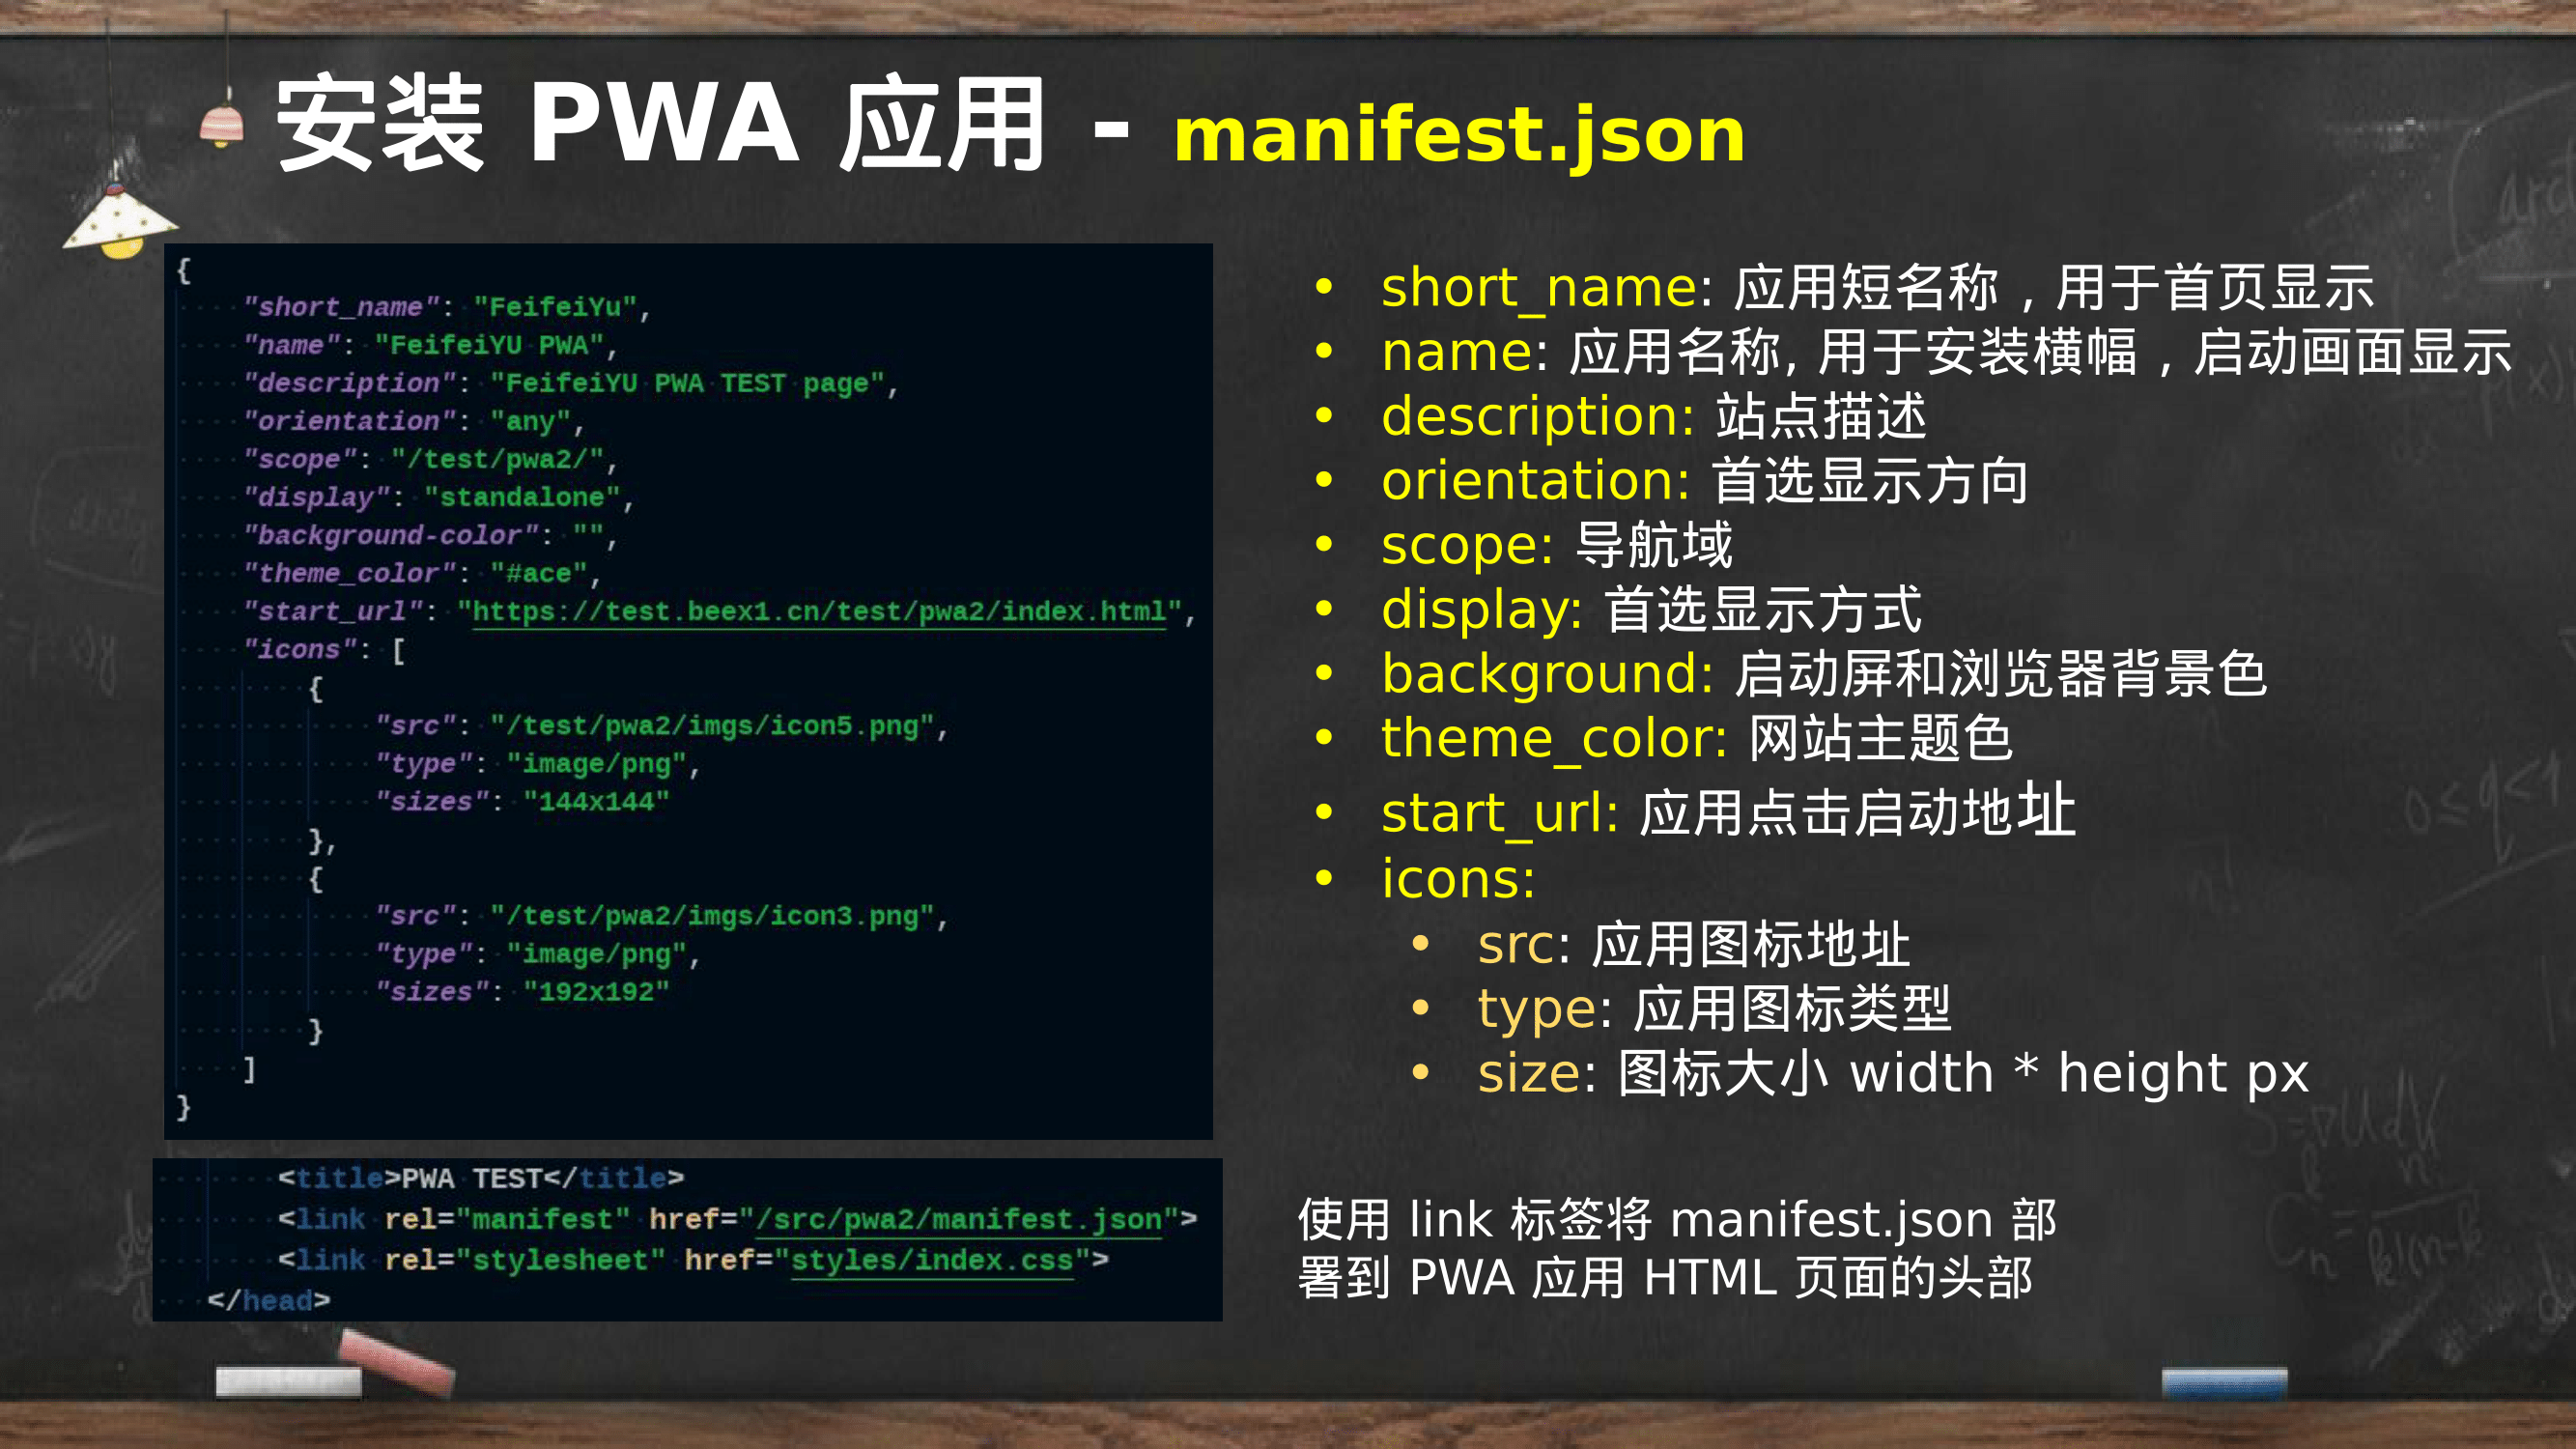 安装 PWA 应用 - manifest.json
{
"short_name": "FeifeiYu",
"name": "FeifeiYU PWA",
"description": "FeifeiYU PWA TEST page",
"orientation": "any",
"scope": "/test/pwa2/",
"display": "standalone",
"background-color": "",
"theme_color": "#ace",
"start_url": "https://test.beex1.cn/test/pwa2/index.html",
"icons": [
{
"src": "/test/pwa2/imgs/icon5.png",
"type": "image/png",
"sizes": "144x144"
},
{
"src": "/test/pwa2/imgs/icon3.png",
"type": "image/png",
"sizes": "192x192"
}
]
}
<title>PWA TEST</title>
<link rel="manifest" href="/src/pwa2/manifest.json">
<link rel="stylesheet" href="styles/index.css">
</head>
• short_name: 应用短名称，用于首页显示
• name: 应用名称, 用于安装横幅，启动画面显示
• description: 站点描述
• orientation: 首选显示方向
• scope: 导航域
• display: 首选显示方式
• background: 启动屏和浏览器背景色
• theme_color: 网站主题色
• start_url: 应用点击启动地址
• icons:
• src: 应用图标地址
• type: 应用图标类型
• size: 图标大小 width * height px
使用 link 标签将 manifest.json 部
署到 PWA 应用 HTML 页面的头部